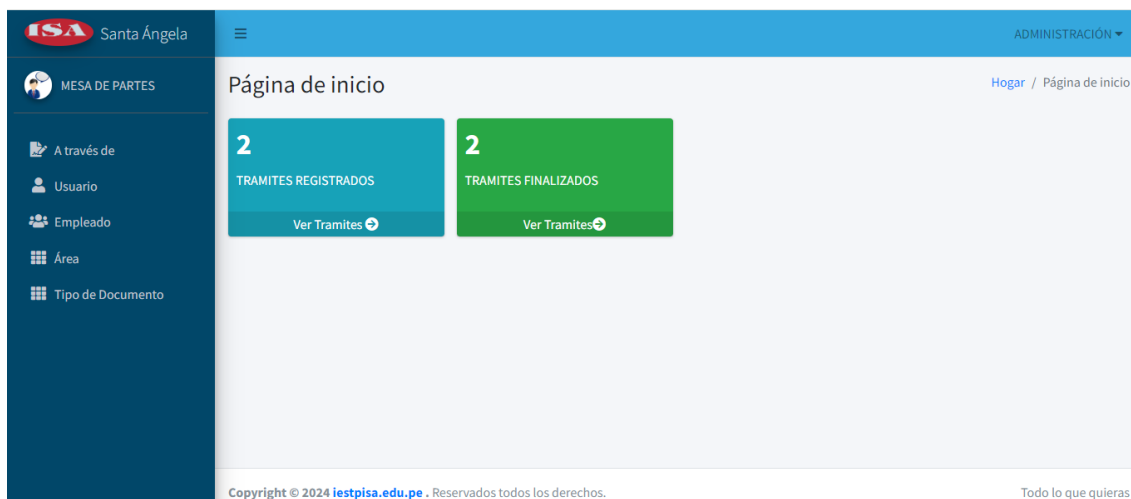 ISA Santa Ángela
ADMINISTRACIÓN
MESA DE PARTES
Página de inicio
Hogar / Página de inicio
A través de
Usuario
Empleado
Área
Tipo de Documento
2
TRAMITES REGISTRADOS
Ver Tramites
2
TRAMITES FINALIZADOS
Ver Tramites
Copyright © 2024 iestpisa.edu.pe . Reservados todos los derechos.
Todo lo que quieras